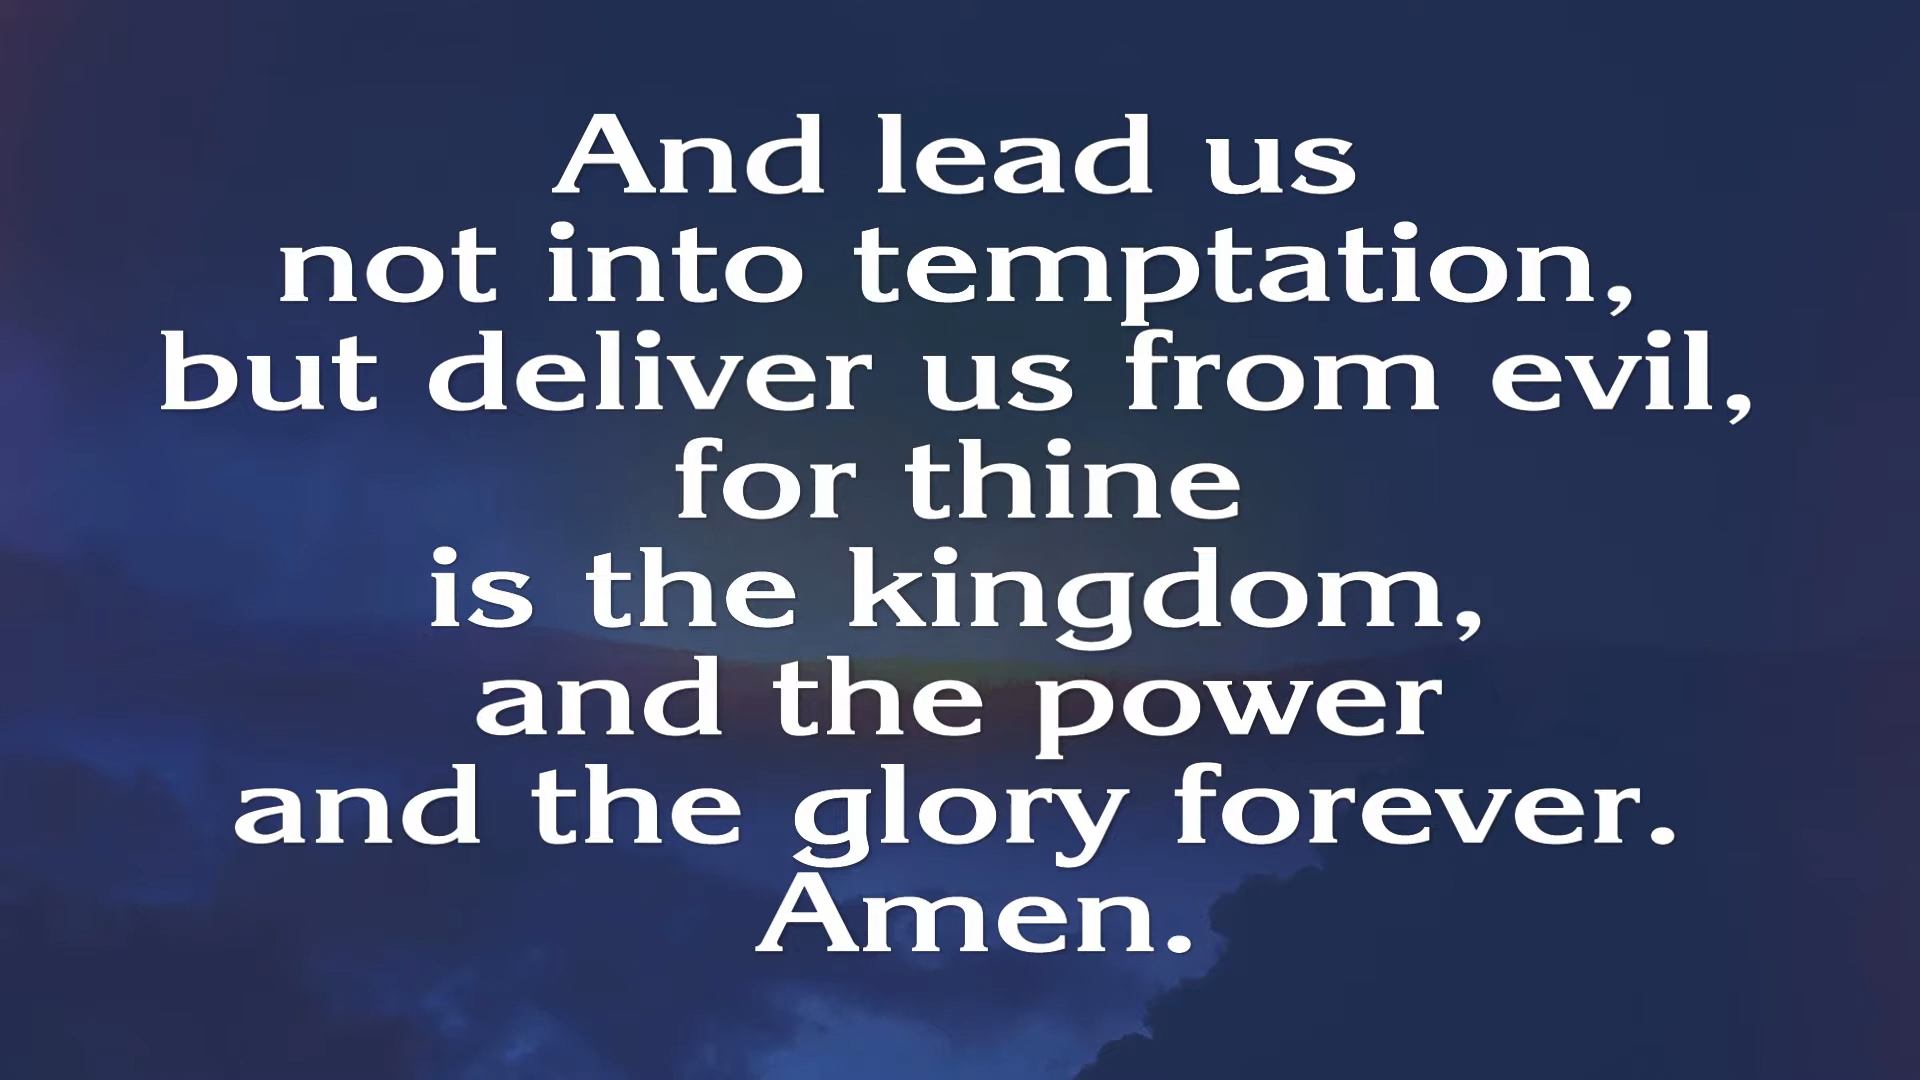 And lead us
not into temptation,
but deliver us from evil,
for thine
is the kingdom,
and the power
and the glory forever.
Amen.